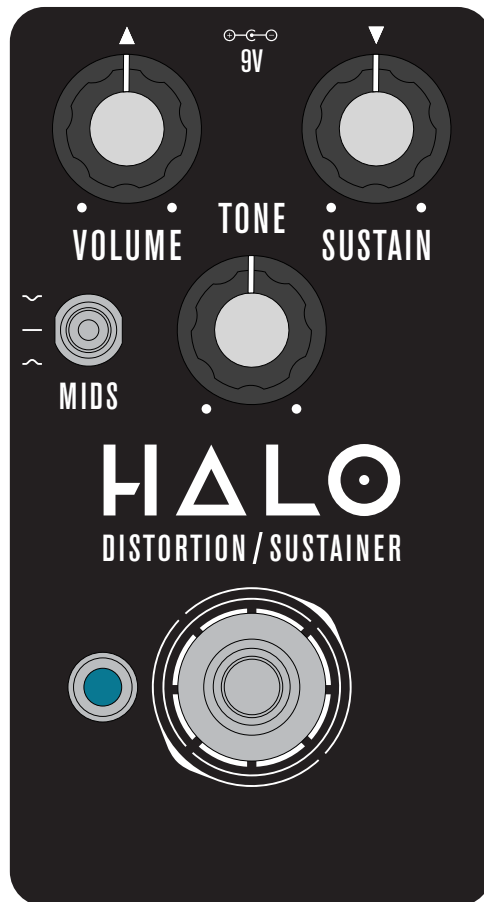 9V
VOLUME
TONE
SUSTAIN
MIDS
HALO
DISTORTION / SUSTAINER